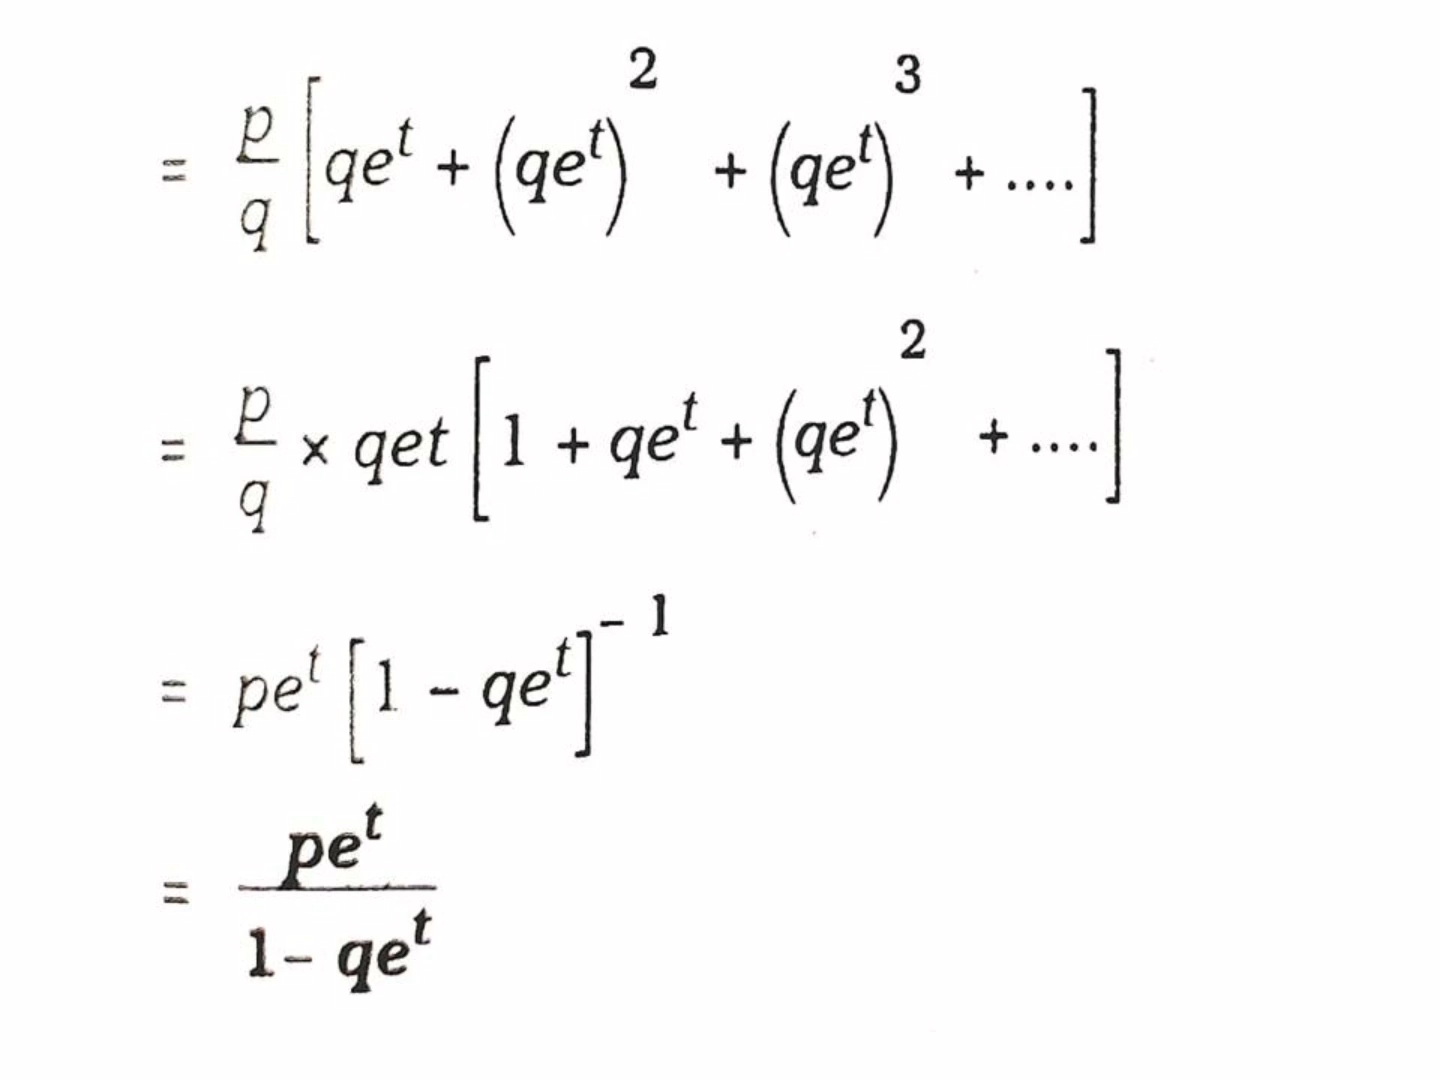 = p/q [qe^t + (qe^t)^2 + (qe^t)^3 + ....]
= p/q × qet [1 + qe^t + (qe^t)^2 + ....]
= pe^t [1 - qe^t]^- 1
= pe^t / 1- qe^t